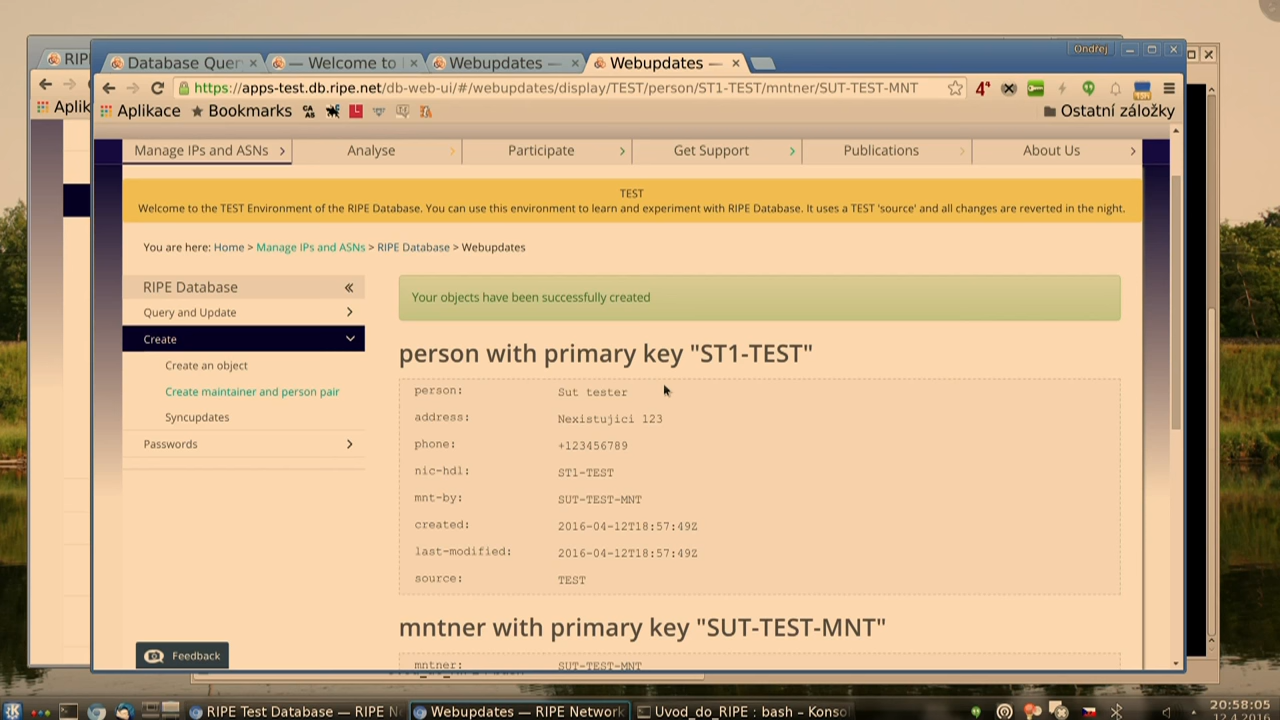 Ondřej
RIPE
Database Quer
— Welcome to
Webupdates —
Webupdates —
https://apps-test.db.ripe.net/db-web-ui/#/webupdates/display/TEST/person/ST1-TEST/mntner/SUT-TEST-MNT
Aplik
Aplikace
Bookmarks
Ostatní záložky
Manage IPs and ASNs
Analyse
Participate
Get Support
Publications
About Us
TEST
Welcome to the TEST Environment of the RIPE Database. You can use this environment to learn and experiment with RIPE Database. It uses a TEST 'source' and all changes are reverted in the night.
You are here: Home > Manage IPs and ASNs > RIPE Database > Webupdates
RIPE Database
Query and Update
Create
Create an object
Create maintainer and person pair
Syncupdates
Passwords
Your objects have been successfully created
person with primary key "ST1-TEST"
person: Sut tester
address: Nexistujici 123
phone: +123456789
nic-hdl: ST1-TEST
mnt-by: SUT-TEST-MNT
created: 2016-04-12T18:57:49Z
last-modified: 2016-04-12T18:57:49Z
source: TEST
mntner with primary key "SUT-TEST-MNT"
mntner: SUT-TEST-MNT
Feedback
RIPE Test Database — RIPE N
Webupdates — RIPE Network
Uvod_do_RIPE : bash – Konso
20:58:05